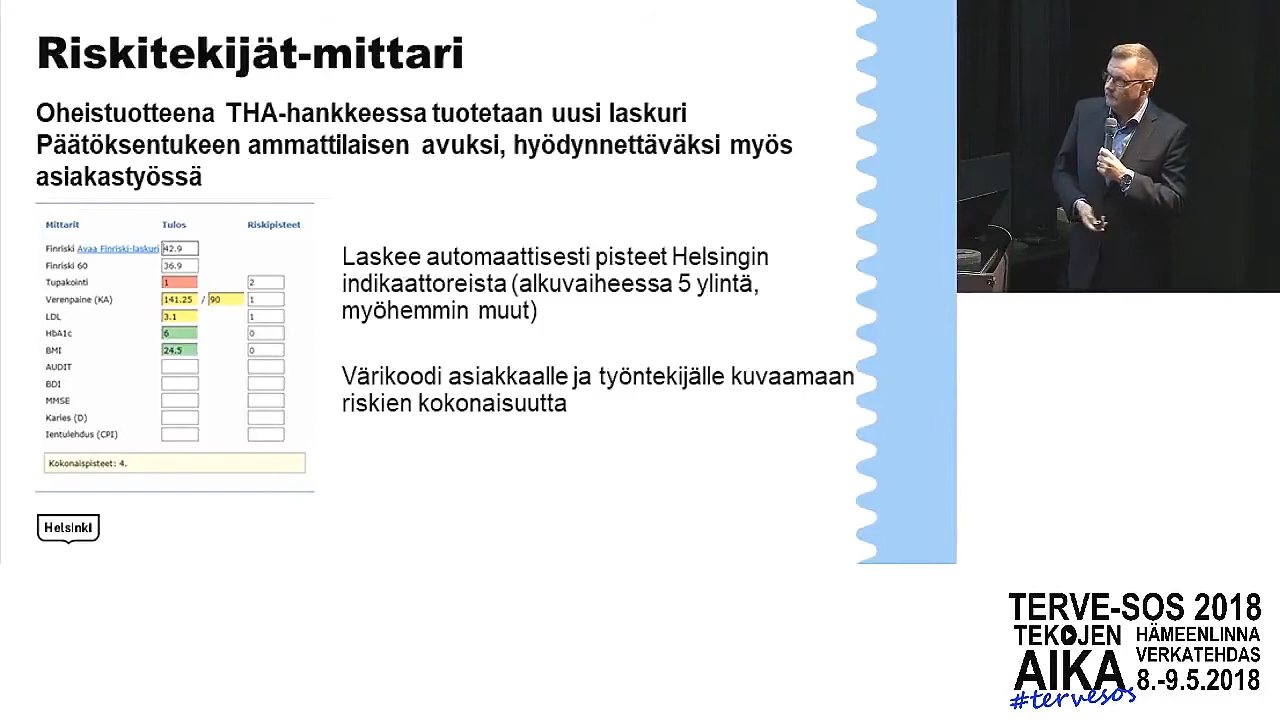 Riskitekijät-mittari
Oheistuotteena THA-hankkeessa tuotetaan uusi laskuri
Päätöksentukeen ammattilaisen avuksi, hyödynnettäväksi myös
asiakastyössä
Mittarit Tulos Riskipisteet
Finriski Avaa Finriski-laskuri 42.9
Finriski 60 36.9
Tupakointi 1 2
Verenpaine (KA) 141.25 / 90 1
LDL 3.1 1
HbA1c 6 0
BMI 24.5 0
AUDIT
BDI
MMSE
Karies (D)
Ientulehdus (CPI)
Kokonaispisteet: 4.
Laskee automaattisesti pisteet Helsingin
indikaattoreista (alkuvaiheessa 5 ylintä,
myöhemmin muut)
Värikoodi asiakkaalle ja työntekijälle kuvaamaan
riskien kokonaisuutta
Helsinki
TERVE-SOS 2018
TEKOJEN
AIKA
HÄMEENLINNA
VERKATEHDAS
8.-9.5.2018
#tervesos